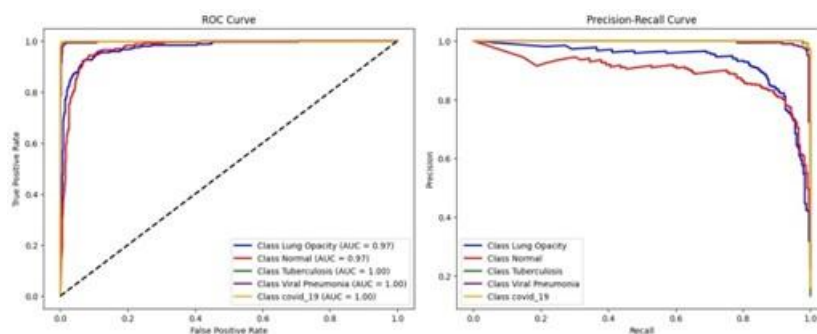 ROC Curve
1.0
0.8
0.6
0.4
0.2
0.0
True Positive Rate
0.0
0.2
0.4
0.6
0.8
1.0
False Positive Rate
Class Lung Opacity (AUC = 0.97)
Class Normal (AUC = 0.97)
Class Tuberculosis (AUC = 1.00)
Class Viral Pneumonia (AUC = 1.00)
Class covid_19 (AUC = 1.00)
Precision-Recall Curve
1.0
0.8
0.6
0.4
0.2
Precision
0.0
0.2
0.4
0.6
0.8
1.0
Recall
Class Lung Opacity
Class Normal
Class Tuberculosis
Class Viral Pneumonia
Class covid_19